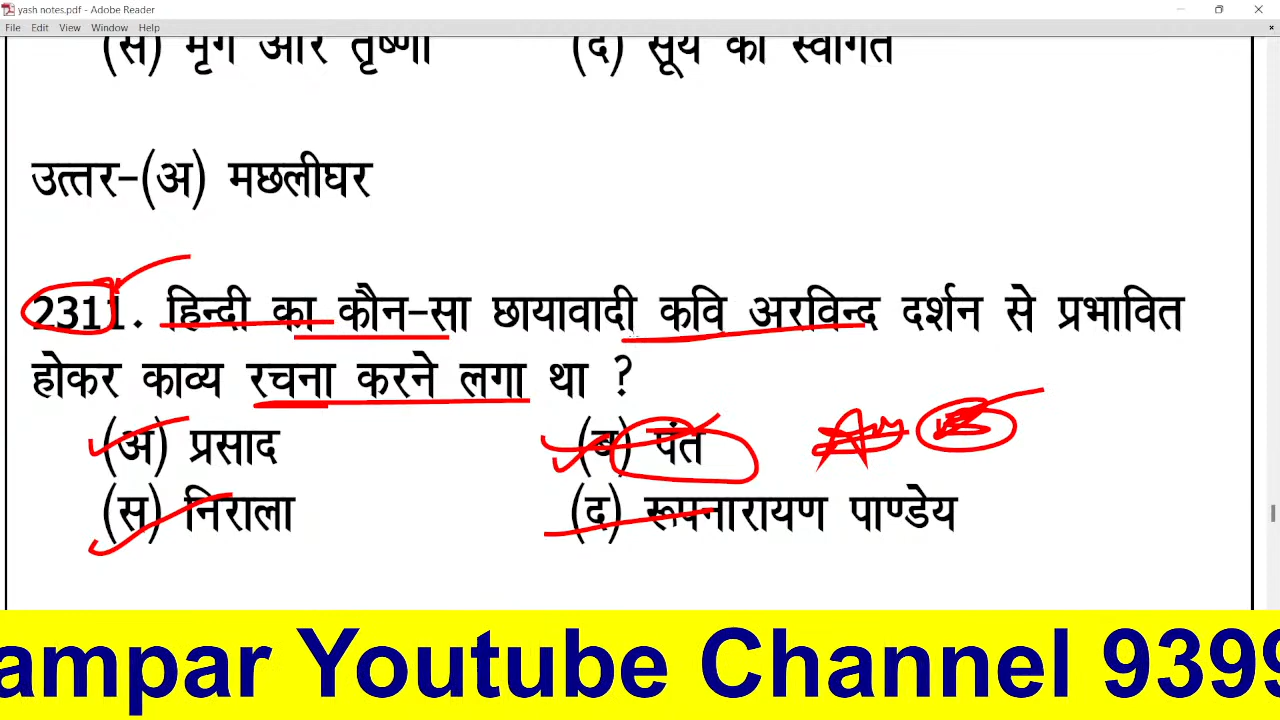 yash notes.pdf - Adobe Reader
File Edit View Window Help
(स) मृग और तृष्णा (द) सूर्य का स्वागत
उत्तर-(अ) मछलीघर
2311. हिन्दी का कौन-सा छायावादी कवि अरविन्द दर्शन से प्रभावित
होकर काव्य रचना करने लगा था ?
(अ) प्रसाद (ब) पंत
(स) निराला (द) रूपनारायण पाण्डेय
ampar Youtube Channel 9399